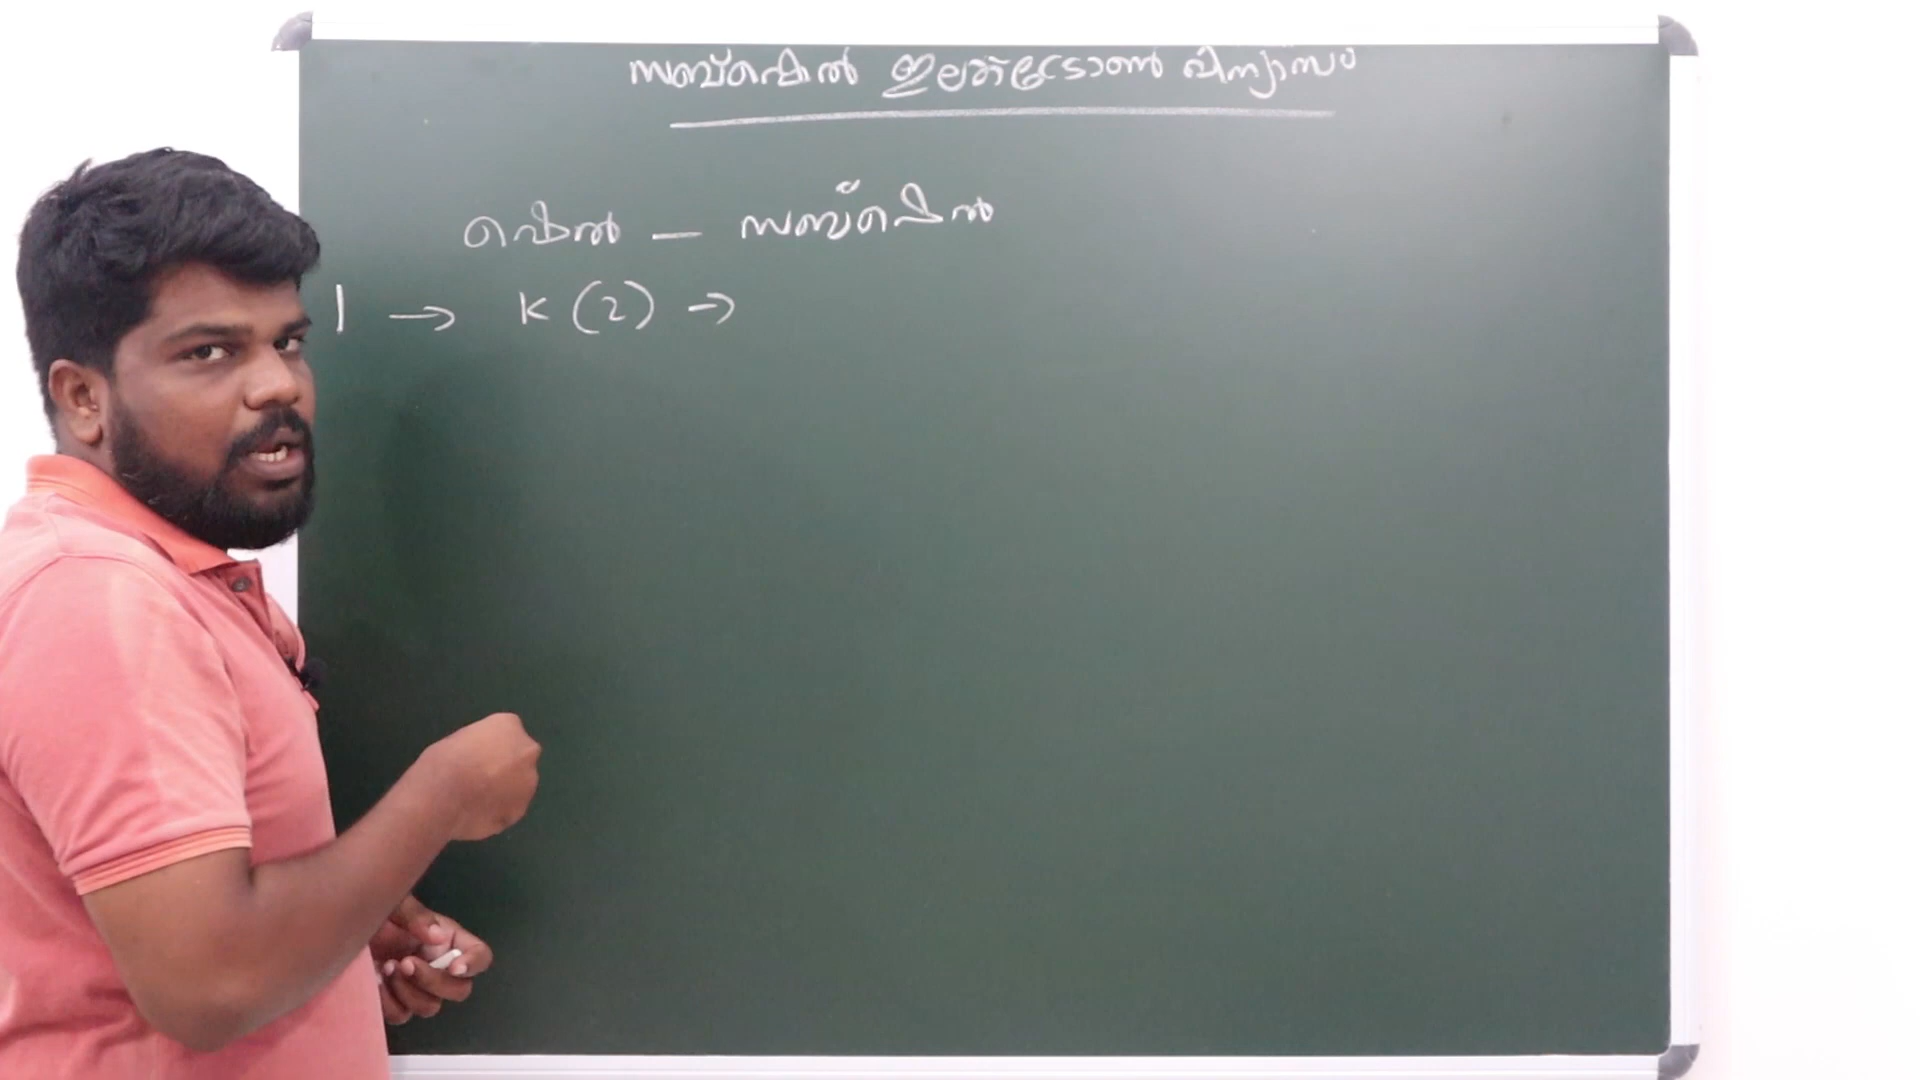 സബ്ഷെൽ ഇലക്ട്രോൺ വിന്യാസം
ഷെൽ — സബ്ഷെൽ
1 → K (2) →